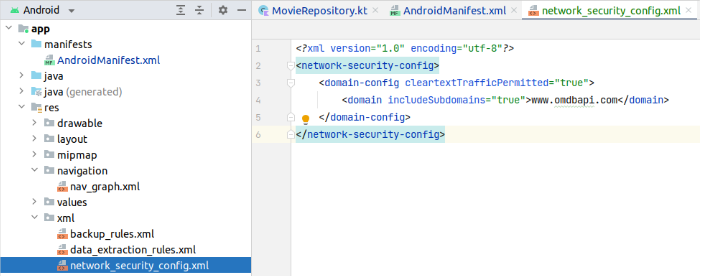 Android
MovieRepository.kt
AndroidManifest.xml
network_security_config.xml
app
manifests
AndroidManifest.xml
java
java (generated)
res
drawable
layout
mipmap
navigation
nav_graph.xml
values
xml
backup_rules.xml
data_extraction_rules.xml
network_security_config.xml
1 <?xml version="1.0" encoding="utf-8"?>
2 <network-security-config>
3 <domain-config cleartextTrafficPermitted="true">
4 <domain includeSubdomains="true">www.omdbapi.com</domain>
5 </domain-config>
6 </network-security-config>